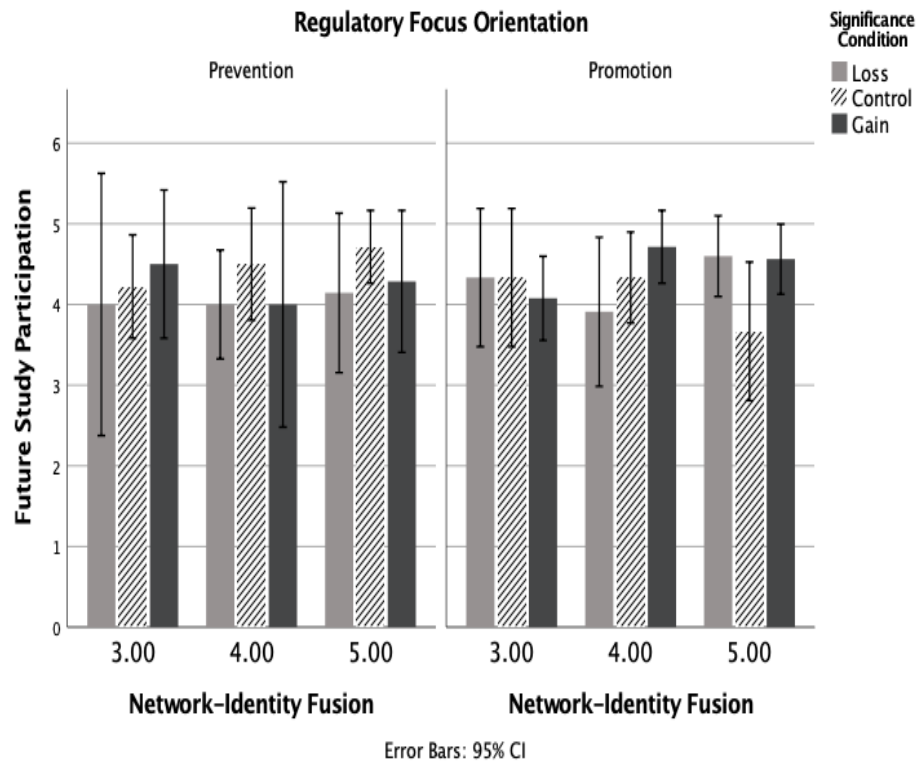 Regulatory Focus Orientation
Prevention
Promotion
Significance
Condition
Loss
Control
Gain
Future Study Participation
6
5
4
3
2
1
0
3.00 4.00 5.00
3.00 4.00 5.00
Network–Identity Fusion
Network–Identity Fusion
Error Bars: 95% CI